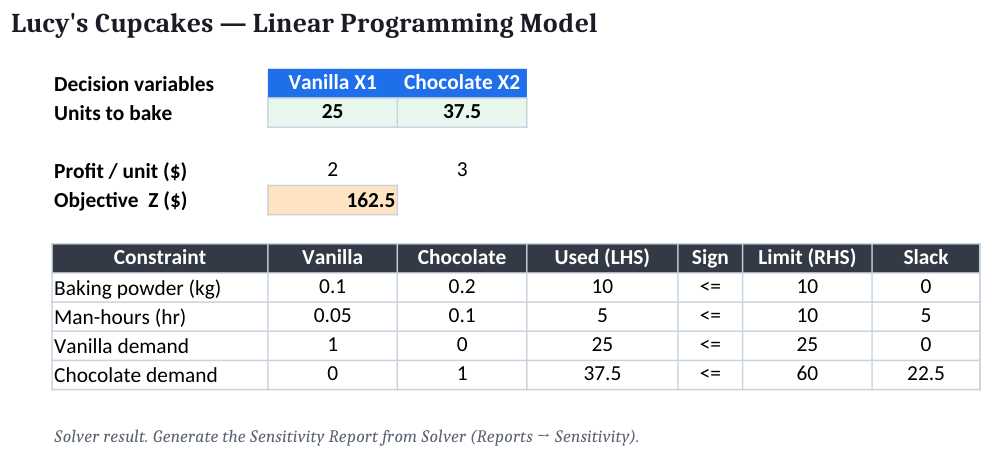 Lucy's Cupcakes — Linear Programming Model
Decision variables Vanilla X1 Chocolate X2
Units to bake 25 37.5
Profit / unit ($) 2 3
Objective Z ($) 162.5
Constraint Vanilla Chocolate Used (LHS) Sign Limit (RHS) Slack
Baking powder (kg) 0.1 0.2 10 <= 10 0
Man-hours (hr) 0.05 0.1 5 <= 10 5
Vanilla demand 1 0 25 <= 25 0
Chocolate demand 0 1 37.5 <= 60 22.5
Solver result. Generate the Sensitivity Report from Solver (Reports → Sensitivity).